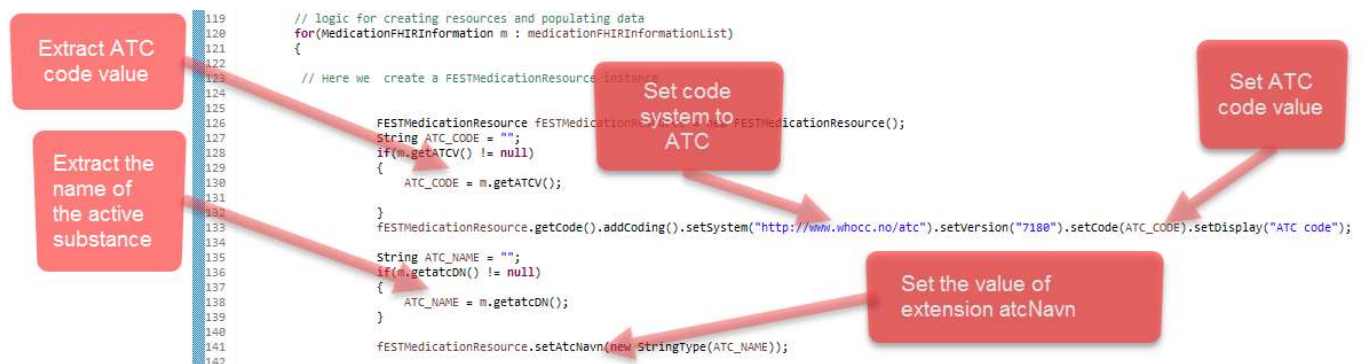 119 // logic for creating resources and populating data
120 for(MedicationFHIRInformation m : medicationFHIRInformationList)
121 {
122
123 // Here we create a FESTMedicationResource instance
124
125
126 FESTMedicationResource fESTMedicationResource = new FESTMedicationResource();
127 String ATC_CODE = "";
128 if(m.getATCV() != null)
129 {
130 ATC_CODE = m.getATCV();
131
132 }
133 fESTMedicationResource.getCode().addCoding().setSystem("http://www.whocc.no/atc").setVersion("7180").setCode(ATC_CODE).setDisplay("ATC code");
134
135 String ATC_NAME = "";
136 if(m.getatcDN() != null)
137 {
138 ATC_NAME = m.getatcDN();
139 }
140
141 fESTMedicationResource.setAtcNavn(new StringType(ATC_NAME));
142
Extract ATC
code value
Extract the
name of
the active
substance
Set code
system to
ATC
Set ATC
code value
Set the value of
extension atcNavn